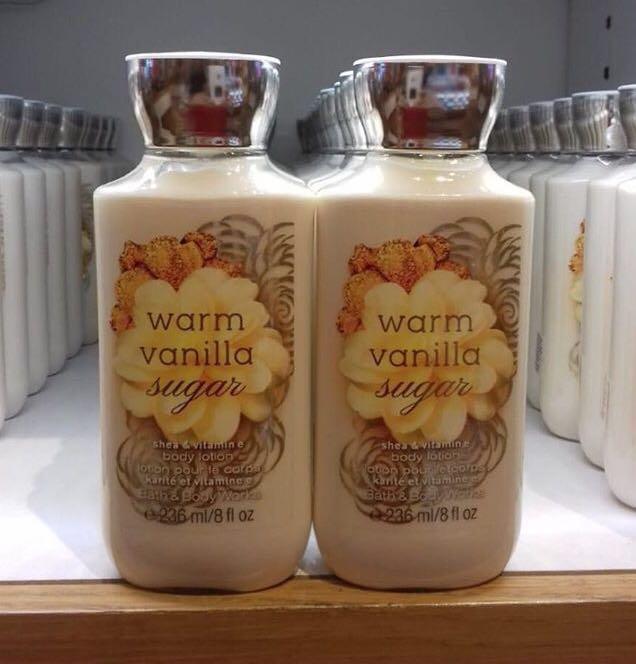 warm
vanilla
sugar
shea & vitamin e
body lotion
lotion pour le corps
karité et vitamine e
Bath & Body Works
e 236 ml/8 fl oz
warm
vanilla
sugar
shea & vitamin e
body lotion
lotion pour le corps
karité et vitamine e
Bath & Body Works
e 236 ml/8 fl oz